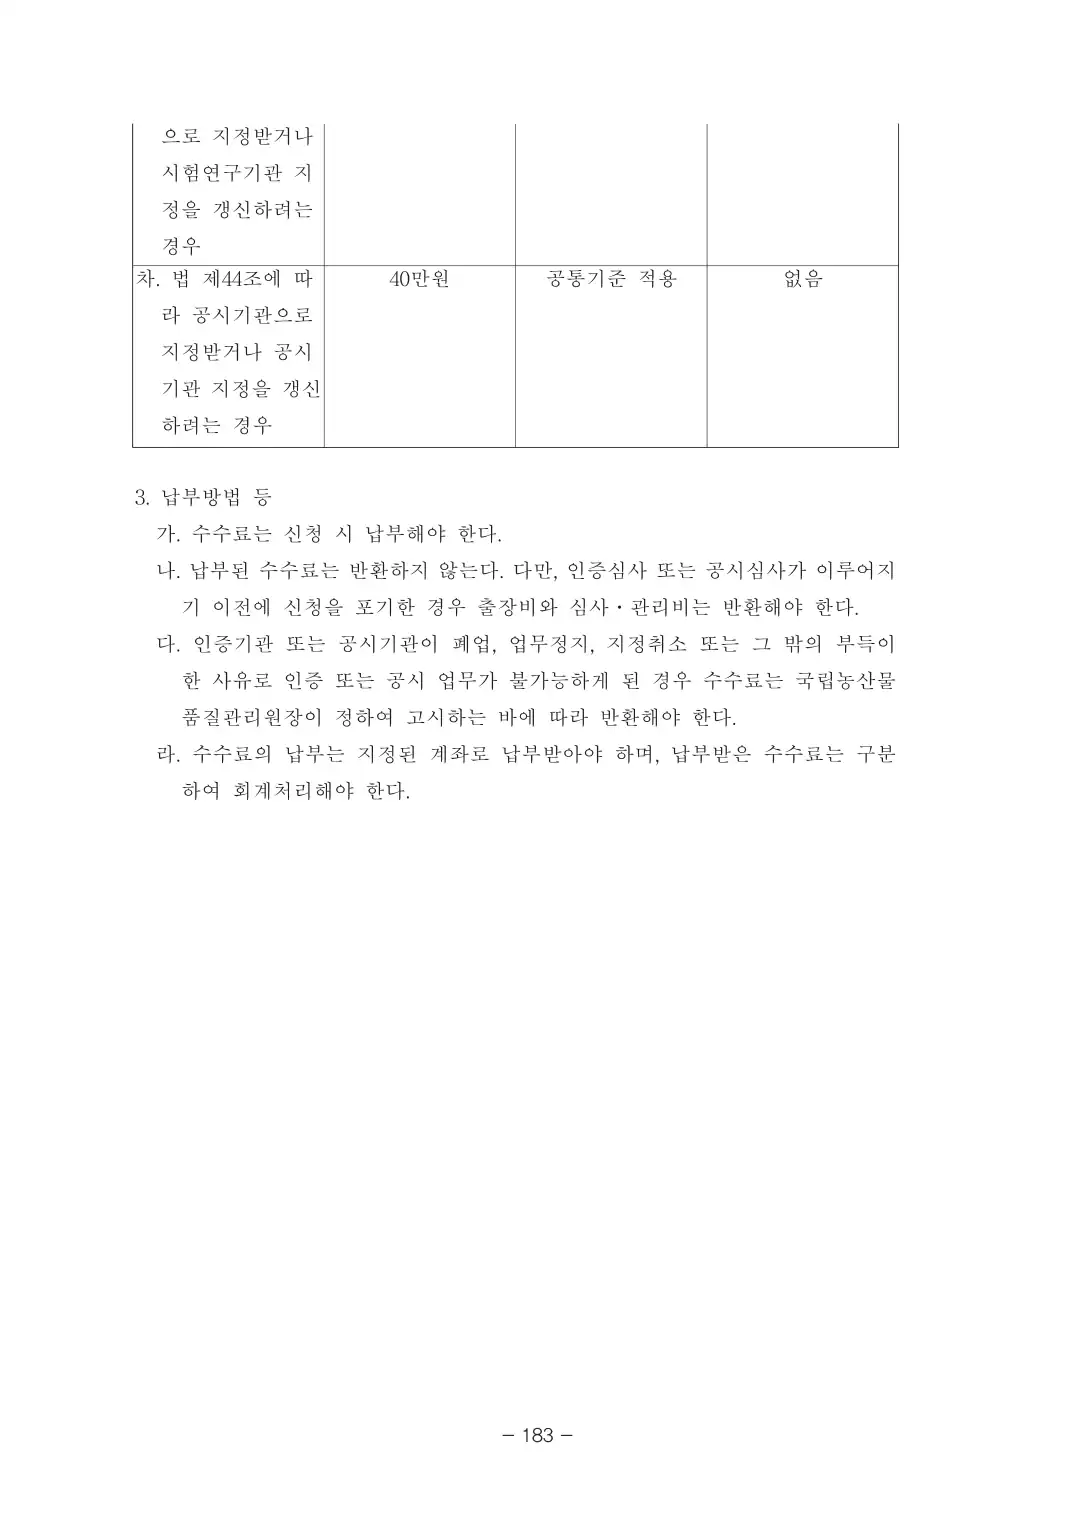 으로 지정받거나
시험연구기관 지
정을 갱신하려는
경우
차. 법 제44조에 따 40만원 공통기준 적용 없음
라 공시기관으로
지정받거나 공시
기관 지정을 갱신
하려는 경우
3. 납부방법 등
가. 수수료는 신청 시 납부해야 한다.
나. 납부된 수수료는 반환하지 않는다. 다만, 인증심사 또는 공시심사가 이루어지
기 이전에 신청을 포기한 경우 출장비와 심사·관리비는 반환해야 한다.
다. 인증기관 또는 공시기관이 폐업, 업무정지, 지정취소 또는 그 밖의 부득이
한 사유로 인증 또는 공시 업무가 불가능하게 된 경우 수수료는 국립농산물
품질관리원장이 정하여 고시하는 바에 따라 반환해야 한다.
라. 수수료의 납부는 지정된 계좌로 납부받아야 하며, 납부받은 수수료는 구분
하여 회계처리해야 한다.
- 183 -